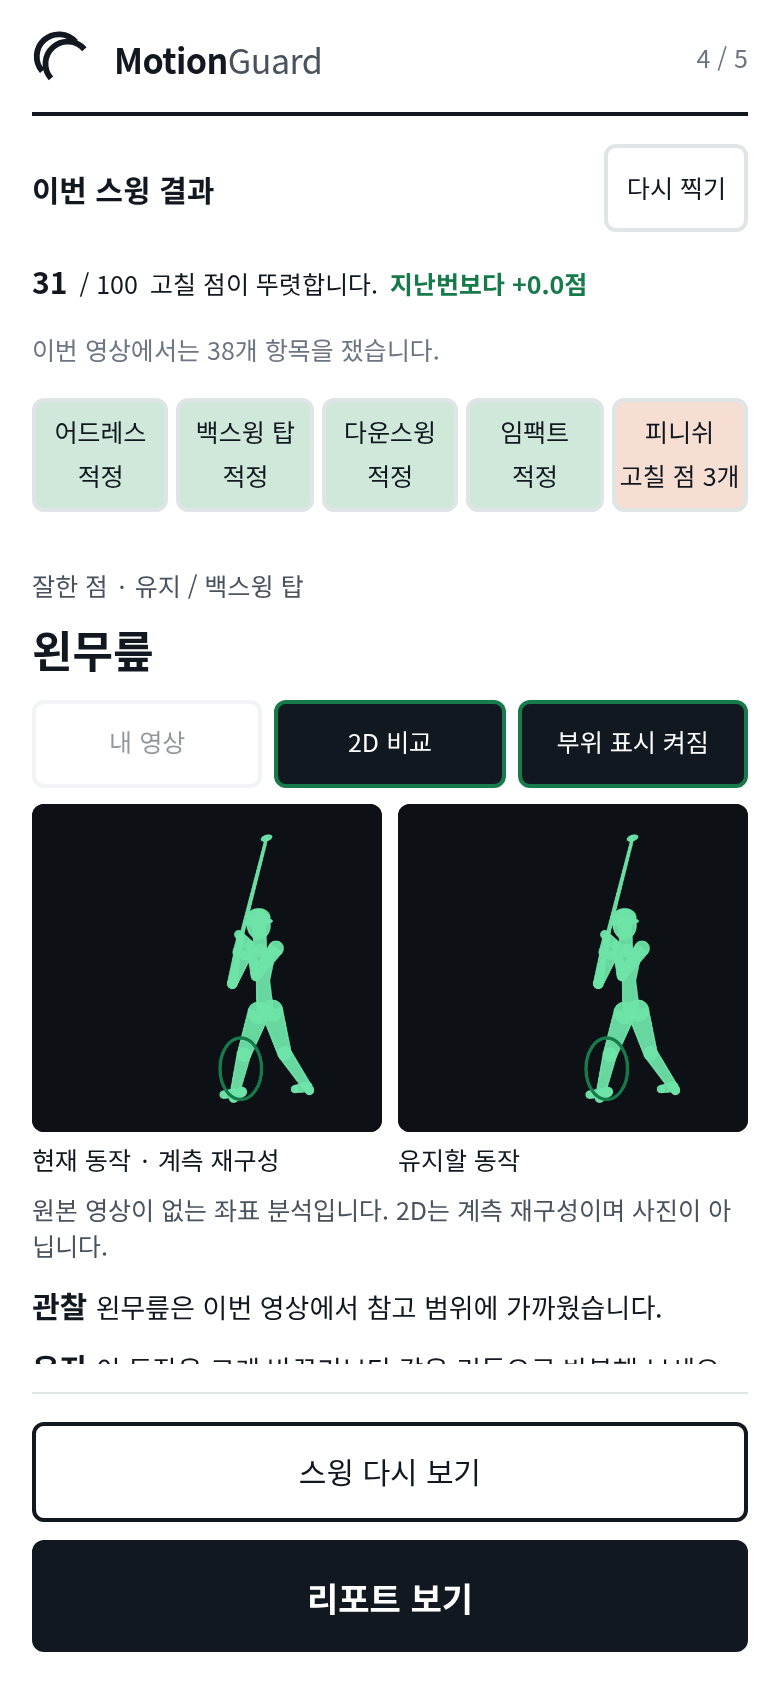 MotionGuard
4 / 5
이번 스윙 결과
다시 찍기
31 / 100 고칠 점이 뚜렷합니다. 지난번보다 +0.0점
이번 영상에서는 38개 항목을 쟀습니다.
어드레스
적정
백스윙 탑
적정
다운스윙
적정
임팩트
적정
피니쉬
고칠 점 3개
잘한 점 · 유지 / 백스윙 탑
왼무릎
내 영상
2D 비교
부위 표시 켜짐
현재 동작 · 계측 재구성
유지할 동작
원본 영상이 없는 좌표 분석입니다. 2D는 계측 재구성이며 사진이 아
닙니다.
관찰 왼무릎은 이번 영상에서 참고 범위에 가까웠습니다.
스윙 다시 보기
리포트 보기